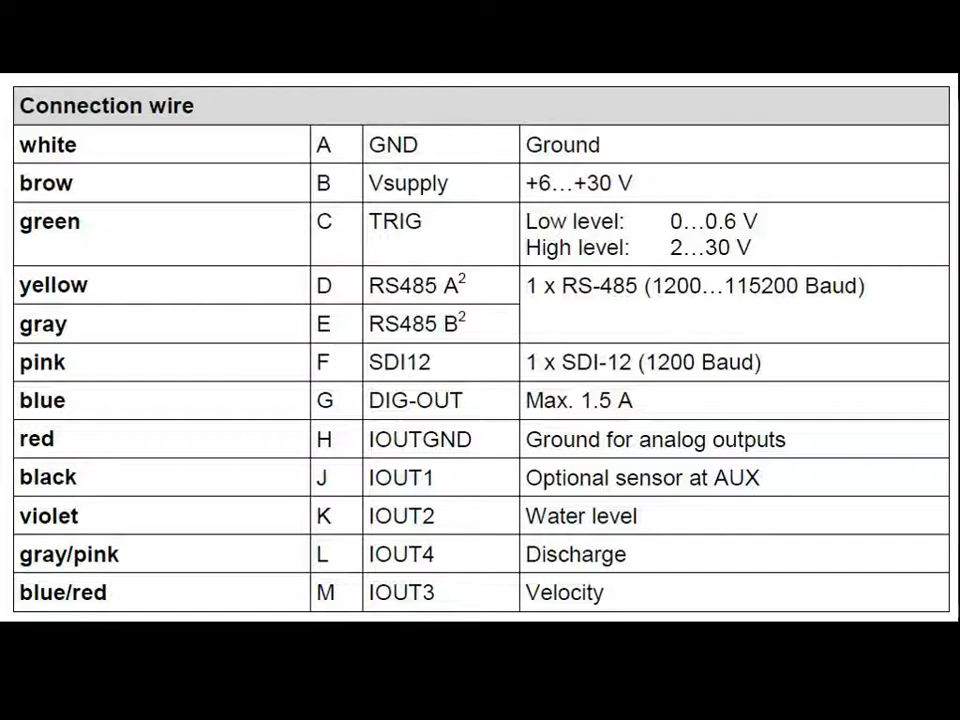 Connection wire
white A GND Ground
brow B Vsupply +6…+30 V
green C TRIG Low level: 0…0.6 V
High level: 2…30 V
yellow D RS485 A² 1 x RS-485 (1200…115200 Baud)
gray E RS485 B²
pink F SDI12 1 x SDI-12 (1200 Baud)
blue G DIG-OUT Max. 1.5 A
red H IOUTGND Ground for analog outputs
black J IOUT1 Optional sensor at AUX
violet K IOUT2 Water level
gray/pink L IOUT4 Discharge
blue/red M IOUT3 Velocity